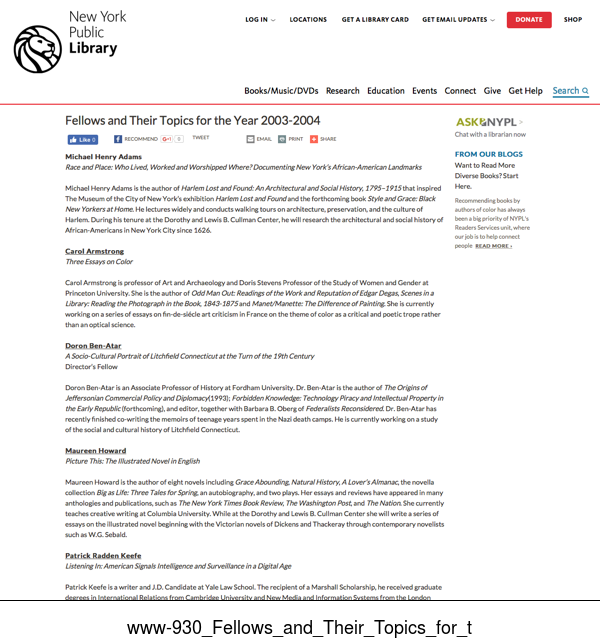 New York
Public
Library
LOG IN
LOCATIONS
GET A LIBRARY CARD
GET EMAIL UPDATES
DONATE
SHOP
Books/Music/DVDs Research Education Events Connect Give Get Help Search
Fellows and Their Topics for the Year 2003-2004
Like 0
RECOMMEND
G+1 0
TWEET
EMAIL
PRINT
SHARE
Michael Henry Adams
Race and Place: Who Lived, Worked and Worshipped Where? Documenting New York's African-American Landmarks
Michael Henry Adams is the author of Harlem Lost and Found: An Architectural and Social History, 1795–1915 that inspired
The Museum of the City of New York's exhibition Harlem Lost and Found and the forthcoming book Style and Grace: Black
New Yorkers at Home. He lectures widely and conducts walking tours on architecture, preservation, and the culture of
Harlem. During his tenure at the Dorothy and Lewis B. Cullman Center, he will research the architectural and social history of
African-Americans in New York City since 1626.
Carol Armstrong
Three Essays on Color
Carol Armstrong is professor of Art and Archaeology and Doris Stevens Professor of the Study of Women and Gender at
Princeton University. She is the author of Odd Man Out: Readings of the Work and Reputation of Edgar Degas, Scenes in a
Library: Reading the Photograph in the Book, 1843-1875 and Manet/Manette: The Difference of Painting. She is currently
working on a series of essays on fin-de-siécle art criticism in France on the theme of color as a critical and poetic trope rather
than an optical science.
Doron Ben-Atar
A Socio-Cultural Portrait of Litchfield Connecticut at the Turn of the 19th Century
Director's Fellow
Doron Ben-Atar is an Associate Professor of History at Fordham University. Dr. Ben-Atar is the author of The Origins of
Jeffersonian Commercial Policy and Diplomacy(1993); Forbidden Knowledge: Technology Piracy and Intellectual Property in
the Early Republic(forthcoming), and editor, together with Barbara B. Oberg of Federalists Reconsidered. Dr. Ben-Atar has
recently finished co-writing the memoirs of teenage years spent in the Nazi death camps. He is currently working on a study
of the social and cultural history of Litchfield Connecticut.
Maureen Howard
Picture This: The Illustrated Novel in English
Maureen Howard is the author of eight novels including Grace Abounding, Natural History, A Lover's Almanac, the novella
collection Big as Life: Three Tales for Spring, an autobiography, and two plays. Her essays and reviews have appeared in many
anthologies and publications, such as The New York Times Book Review, The Washington Post, and The Nation. She currently
teaches creative writing at Columbia University. While at the Dorothy and Lewis B. Cullman Center she will write a series of
essays on the illustrated novel beginning with the Victorian novels of Dickens and Thackeray through contemporary novelists
such as W.G. Sebald.
Patrick Radden Keefe
Listening In: American Signals Intelligence and Surveillance in a Digital Age
Patrick Keefe is a writer and J.D. Candidate at Yale Law School. The recipient of a Marshall Scholarship, he received graduate
degrees in International Relations from Cambridge University and New Media and Information Systems from the London
ASK NYPL >
Chat with a librarian now
FROM OUR BLOGS
Want to Read More
Diverse Books? Start
Here.
Recommending books by
authors of color has always
been a big priority of NYPL's
Readers Services unit, where
our job is to help connect
people READ MORE ›
www-930_Fellows_and_Their_Topics_for_t